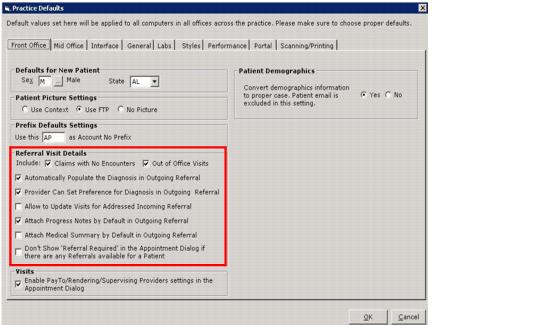 Practice Defaults
Default values set here will be applied to all computers in all offices across the practice. Please make sure to choose proper defaults.
Front Office Mid Office Interface General Labs Styles Performance Portal Scanning/Printing
Defaults for New Patient
Sex M ... Male State AL
Patient Picture Settings
Use Context Use FTP No Picture
Prefix Defaults Settings
Use this AP as Account No Prefix
Referral Visit Details
Include: Claims with No Encounters Out of Office Visits
Automatically Populate the Diagnosis in Outgoing Referral
Provider Can Set Preference for Diagnosis in Outgoing Referral
Allow to Update Visits for Addressed Incoming Referral
Attach Progress Notes by Default in Outgoing Referral
Attach Medical Summary by Default in Outgoing Referral
Don't Show 'Referral Required' in the Appointment Dialog if
there are any Referrals available for a Patient
Visits
Enable PayTo/Rendering/Supervising Providers settings in the
Appointment Dialog
Patient Demographics
Convert demographics information
to proper case. Patient email is
excluded in this setting.
Yes No
OK Cancel